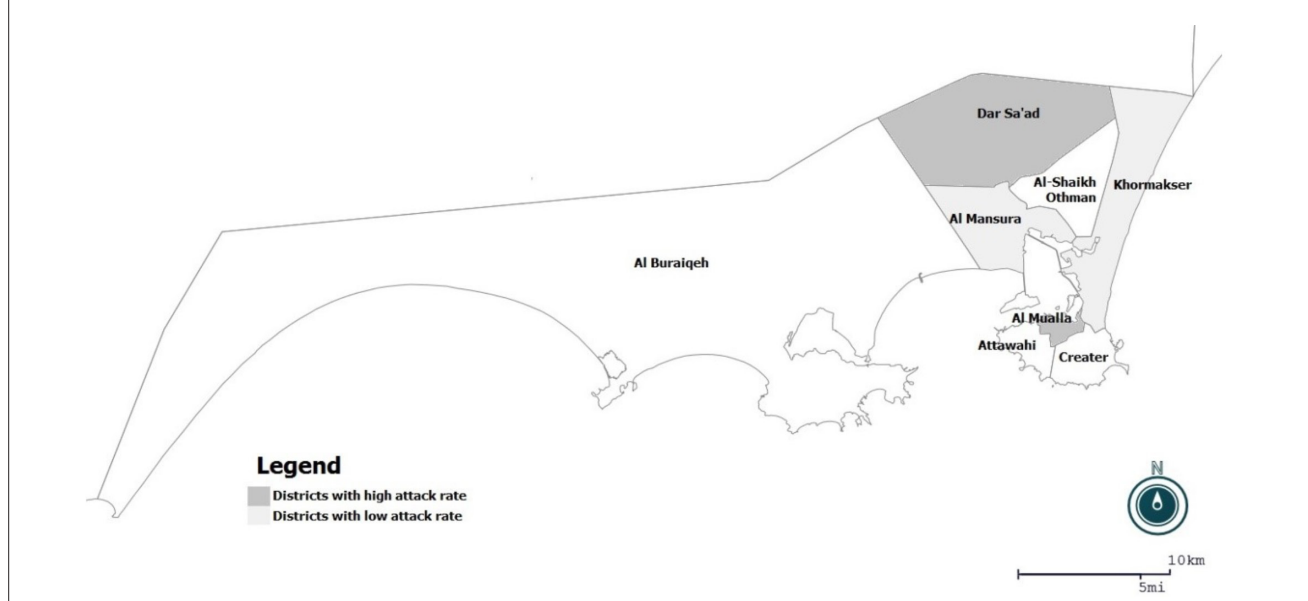 Dar Sa'ad
Al-Shaikh
Othman
Khormakser
Al Mansura
Al Buraiqeh
Al Mualla
Attawahi
Creater
Legend
Districts with high attack rate
Districts with low attack rate
N
10km
5mi